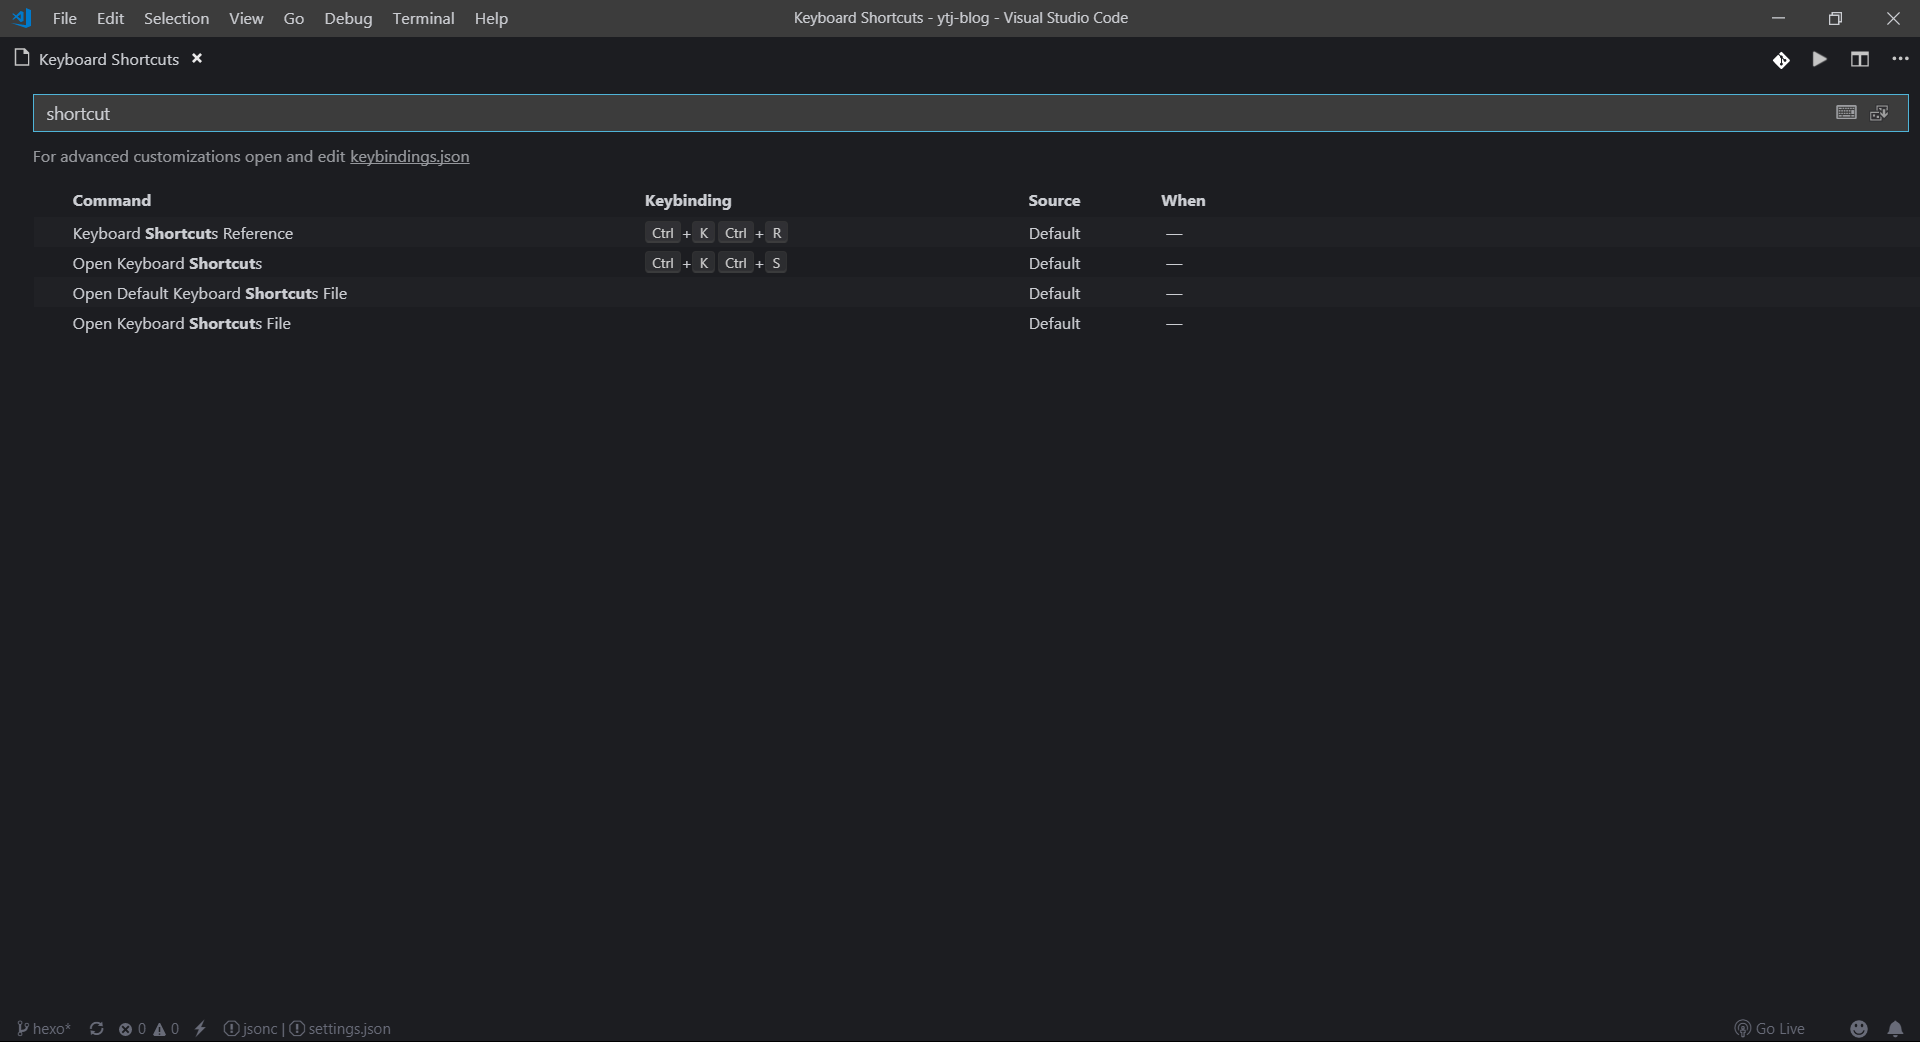 File Edit Selection View Go Debug Terminal Help Keyboard Shortcuts - ytj-blog - Visual Studio Code
Keyboard Shortcuts
shortcut
For advanced customizations open and edit keybindings.json
Command Keybinding Source When
Keyboard Shortcuts Reference Ctrl + K Ctrl + R Default —
Open Keyboard Shortcuts Ctrl + K Ctrl + S Default —
Open Default Keyboard Shortcuts File Default —
Open Keyboard Shortcuts File Default —
hexo* 0 0 jsonc | settings.json Go Live